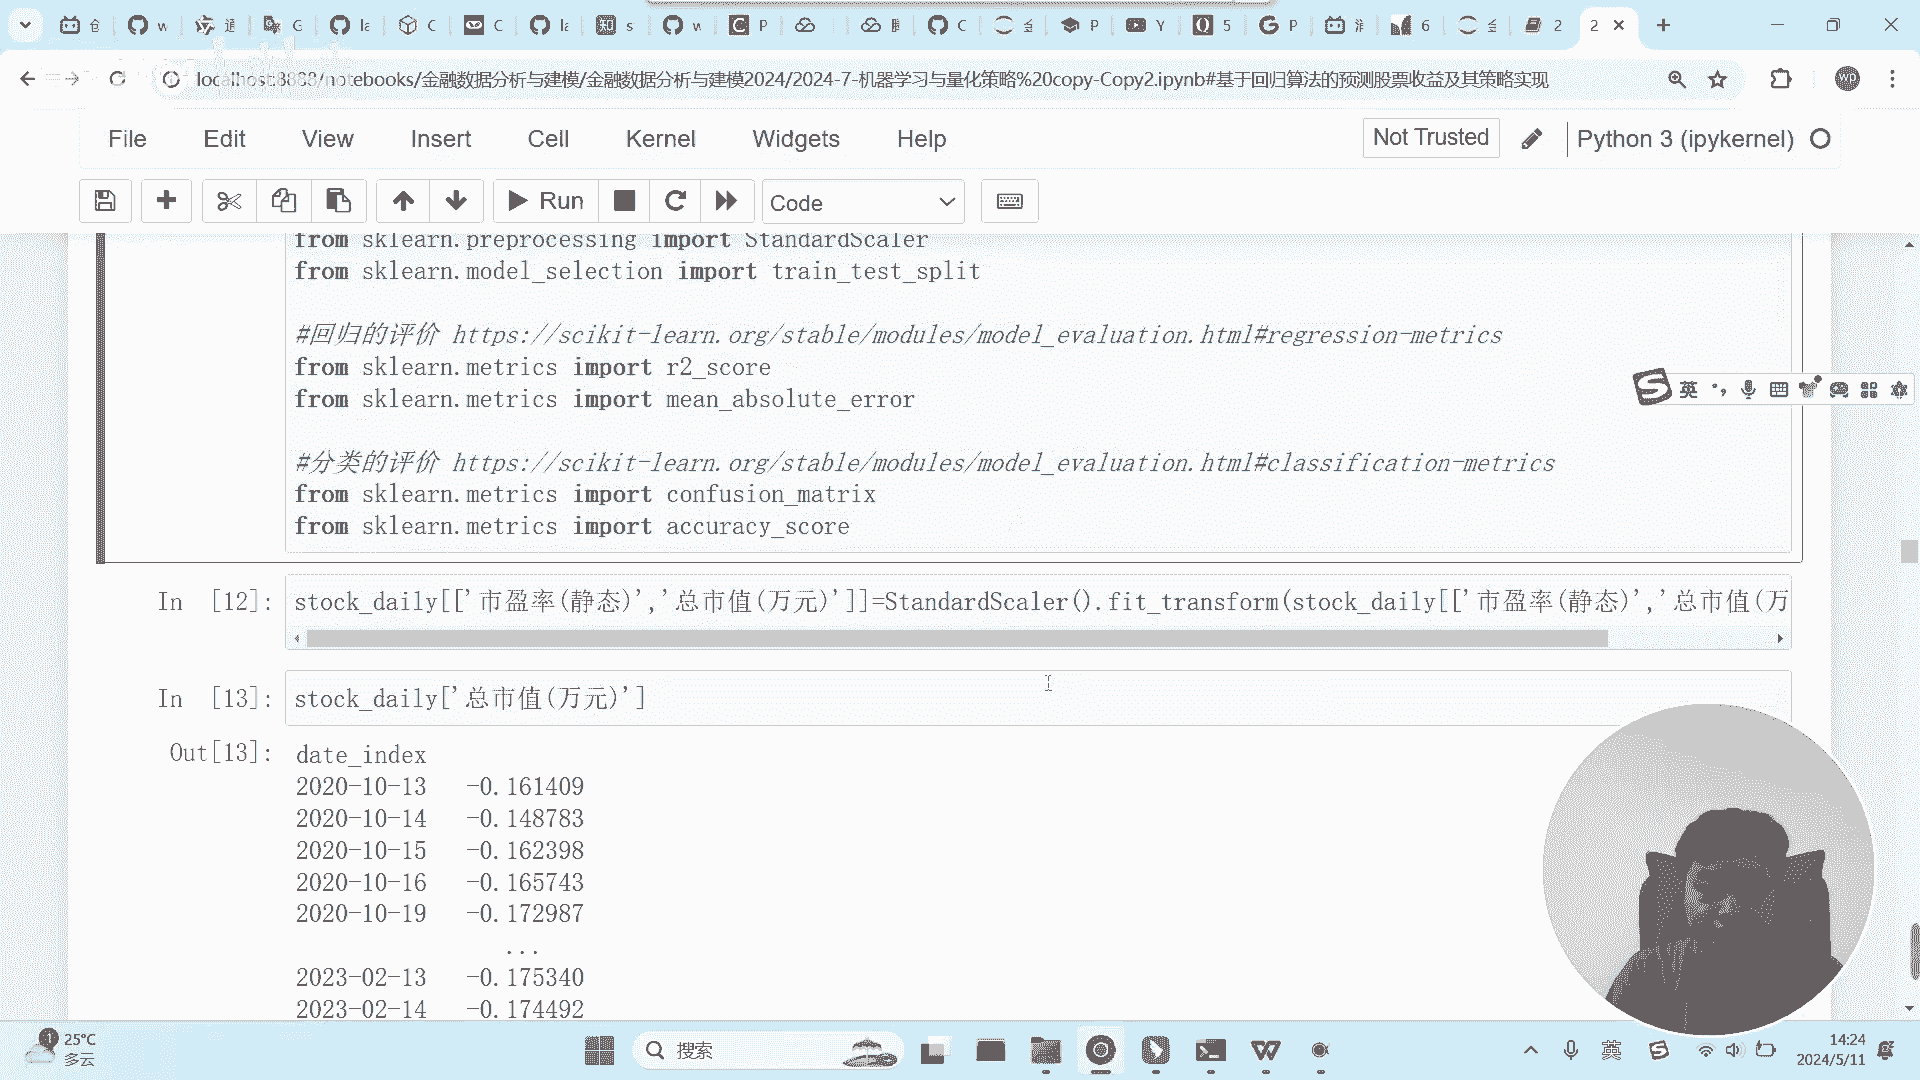 localhost:8888/notebooks/金融数据分析与建模/金融数据分析与建模2024/2024-7-机器学习与量化策略%20copy-Copy2.ipynb#基于回归算法的预测股票收益及其策略实现
File Edit View Insert Cell Kernel Widgets Help Not Trusted Python 3 (ipykernel)
Run Code
from sklearn.preprocessing import StandardScaler
from sklearn.model_selection import train_test_split
#回归的评价 https://scikit-learn.org/stable/modules/model_evaluation.html#regression-metrics
from sklearn.metrics import r2_score
from sklearn.metrics import mean_absolute_error
#分类的评价 https://scikit-learn.org/stable/modules/model_evaluation.html#classification-metrics
from sklearn.metrics import confusion_matrix
from sklearn.metrics import accuracy_score
In [12]: stock_daily[['市盈率(静态)','总市值(万元)']]=StandardScaler().fit_transform(stock_daily[['市盈率(静态)','总市值(万
In [13]: stock_daily['总市值(万元)']
Out[13]: date_index
2020-10-13 -0.161409
2020-10-14 -0.148783
2020-10-15 -0.162398
2020-10-16 -0.165743
2020-10-19 -0.172987
...
2023-02-13 -0.175340
2023-02-14 -0.174492
英
25°C
多云
搜索
英
14:24
2024/5/11